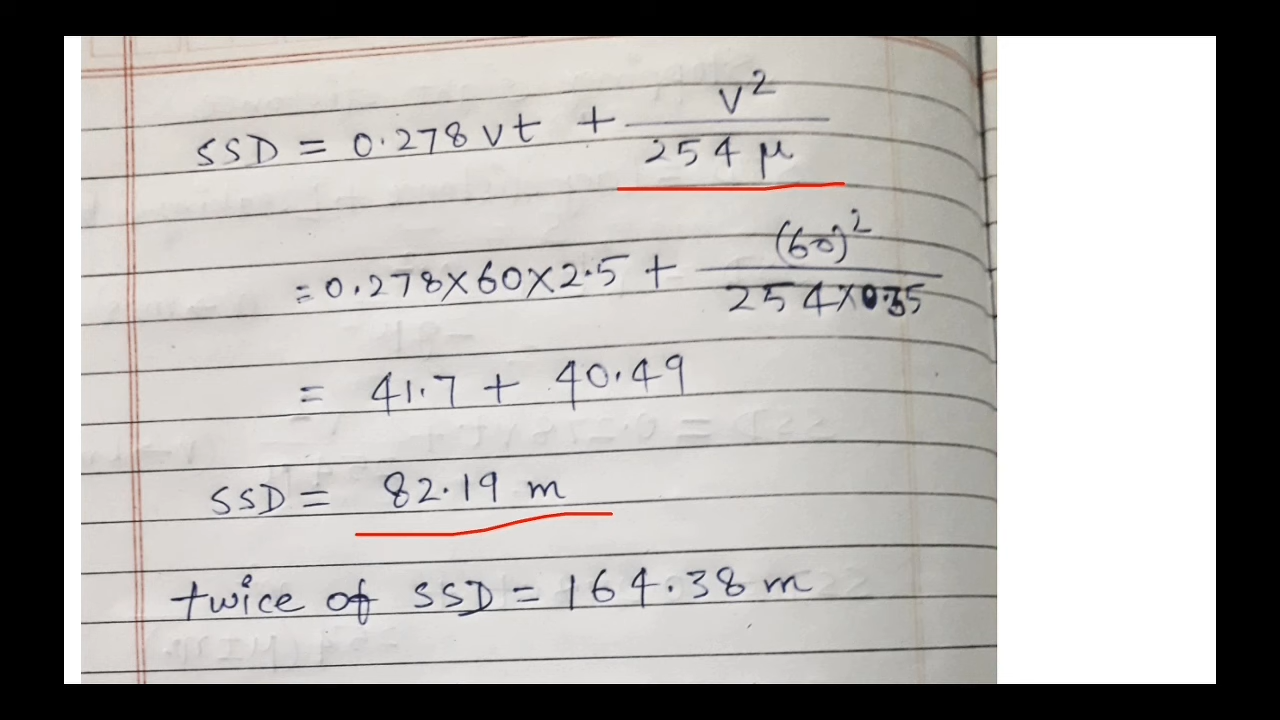 SSD = 0.278 vt + v² / 254 μ
= 0.278 × 60 × 2.5 + (60)² / 254 × 0.35
= 41.7 + 40.49
SSD = 82.19 m
twice of SSD = 164.38 m